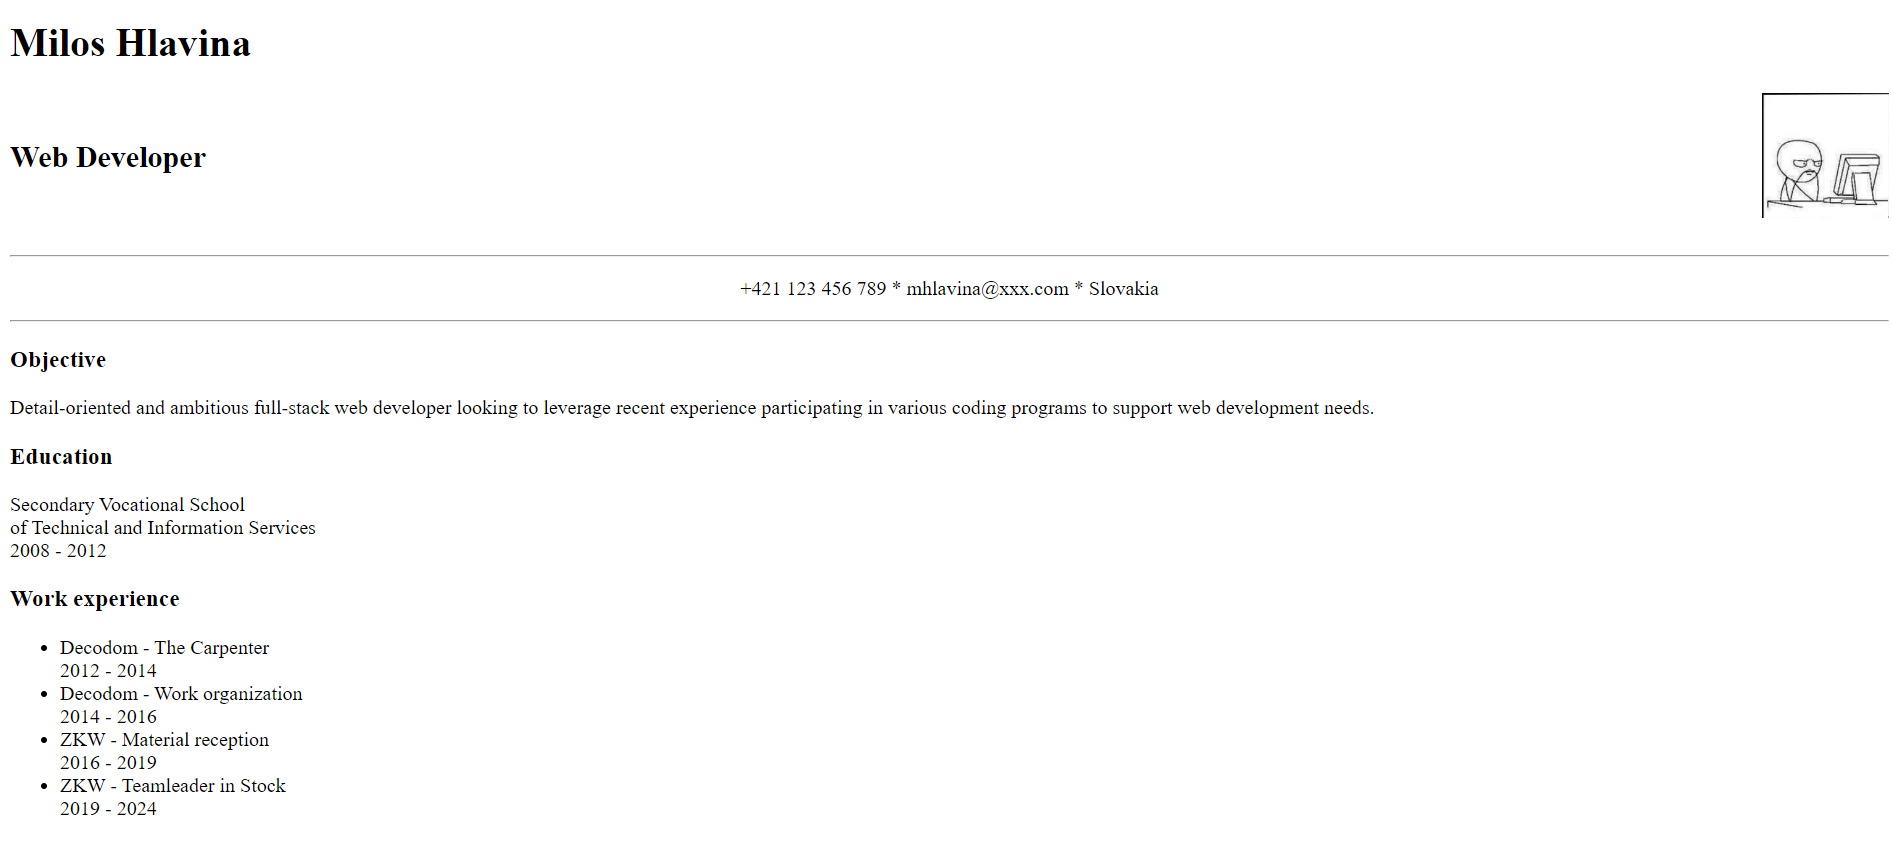 Milos Hlavina
Web Developer
+421 123 456 789 * mhlavina@xxx.com * Slovakia
Objective
Detail-oriented and ambitious full-stack web developer looking to leverage recent experience participating in various coding programs to support web development needs.
Education
Secondary Vocational School
of Technical and Information Services
2008 - 2012
Work experience
• Decodom - The Carpenter
2012 - 2014
• Decodom - Work organization
2014 - 2016
• ZKW - Material reception
2016 - 2019
• ZKW - Teamleader in Stock
2019 - 2024